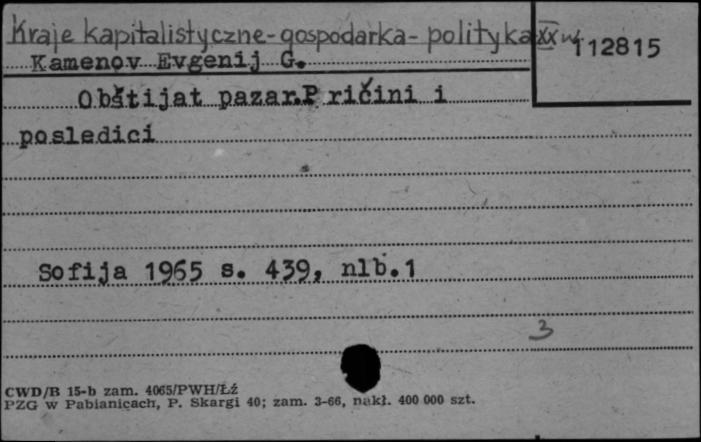 Kraje kapitalistyczne - gospodarka - polityka XX w.
112815
Kamenov Evgenij G.
Obštijat pazar.P ričini i
posledici
Sofija 1965 s. 439, nlb.1
3
CWD/B 15-b zam. 4065/PWH/Łź
PZG w Pabianicach, P. Skargi 40; zam. 3-66, nakł. 400 000 szt.